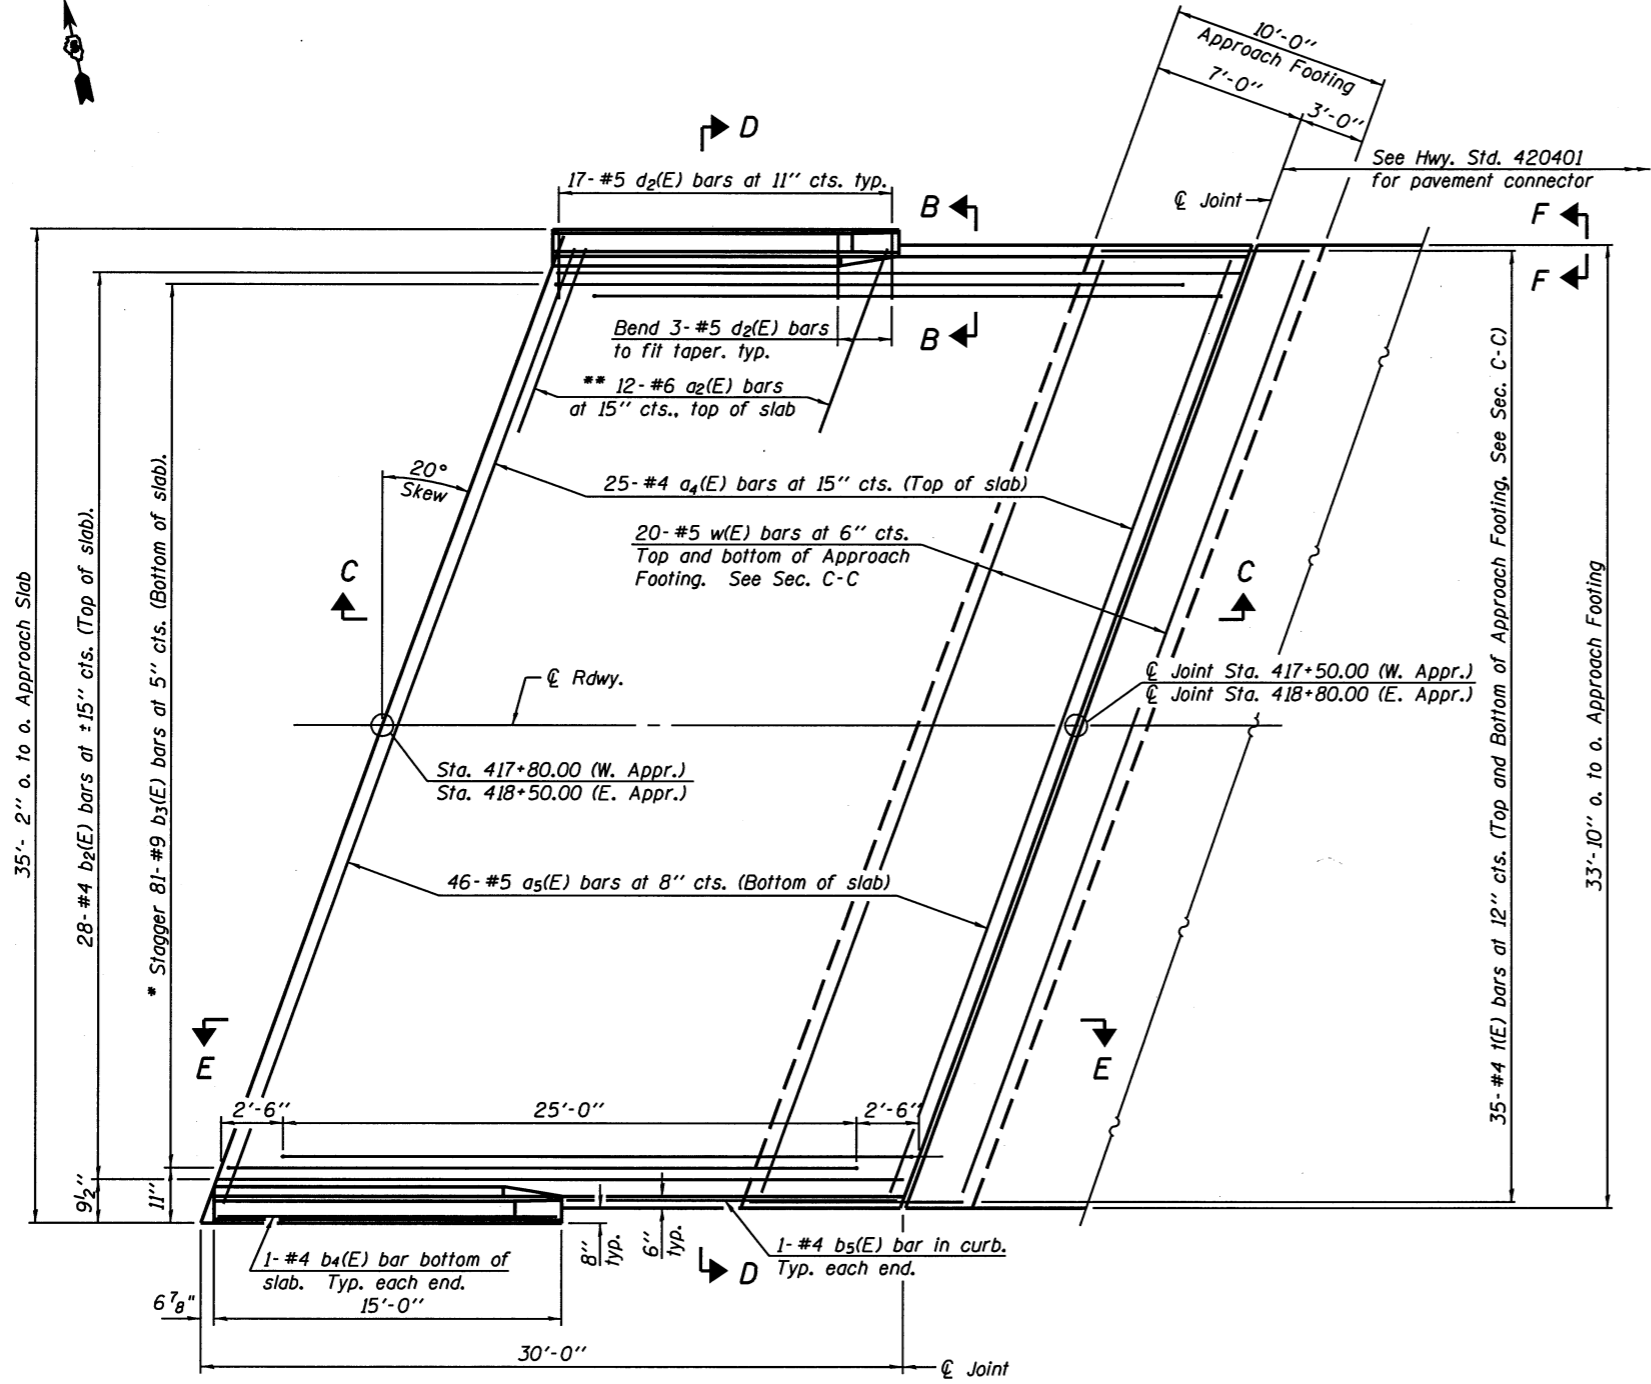 10'-0"
Approach Footing
7'-0"
3'-0"
See Hwy. Std. 420401
for pavement connector
℄ Joint
D
17-#5 d2(E) bars at 11" cts. typ.
B
F
F
B
Bend 3-#5 d2(E) bars
to fit taper. typ.
** 12-#6 a2(E) bars
at 15" cts., top of slab
20°
Skew
25-#4 a4(E) bars at 15" cts. (Top of slab)
20-#5 w(E) bars at 6" cts.
Top and bottom of Approach
Footing. See Sec. C-C
C
C
35'- 2" o. to o. Approach Slab
28-#4 b2(E) bars at ±15" cts. (Top of slab).
* Stagger 81-#9 b3(E) bars at 5" cts. (Bottom of slab).
35-#4 t(E) bars at 12" cts. (Top and Bottom of Approach Footing, See Sec. C-C)
33'-10" o. to o. Approach Footing
℄ Rdwy.
℄ Joint Sta. 417+50.00 (W. Appr.)
℄ Joint Sta. 418+80.00 (E. Appr.)
Sta. 417+80.00 (W. Appr.)
Sta. 418+50.00 (E. Appr.)
46-#5 a5(E) bars at 8" cts. (Bottom of slab)
E
E
2'-6"
25'-0"
2'-6"
9½"
11"
1-#4 b4(E) bar bottom of
slab. Typ. each end.
8"
typ.
6"
typ.
D
1-#4 b5(E) bar in curb.
Typ. each end.
6⅞"
15'-0"
30'-0"
℄ Joint